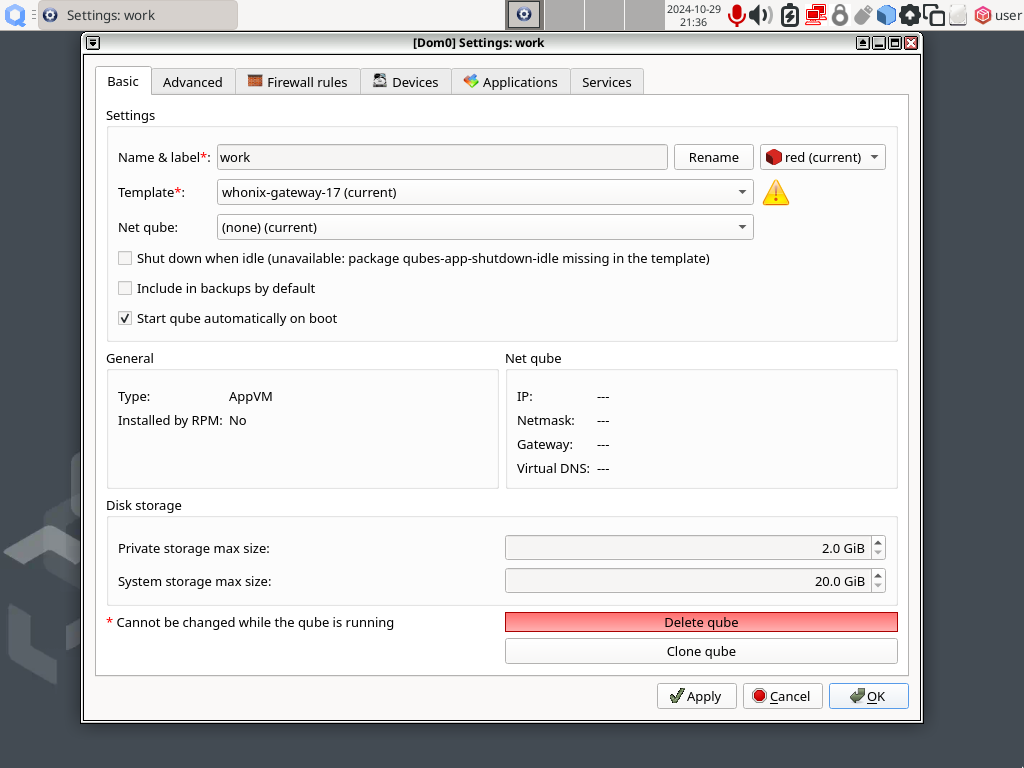 Settings: work
2024-10-29
21:36
user
[Dom0] Settings: work
Basic
Advanced
Firewall rules
Devices
Applications
Services
Settings
Name & label*:
work
Rename
red (current)
Template*:
whonix-gateway-17 (current)
Net qube:
(none) (current)
Shut down when idle (unavailable: package qubes-app-shutdown-idle missing in the template)
Include in backups by default
Start qube automatically on boot
General
Type: AppVM
Installed by RPM: No
Net qube
IP: ---
Netmask: ---
Gateway: ---
Virtual DNS: ---
Disk storage
Private storage max size: 2.0 GiB
System storage max size: 20.0 GiB
* Cannot be changed while the qube is running
Delete qube
Clone qube
Apply
Cancel
OK